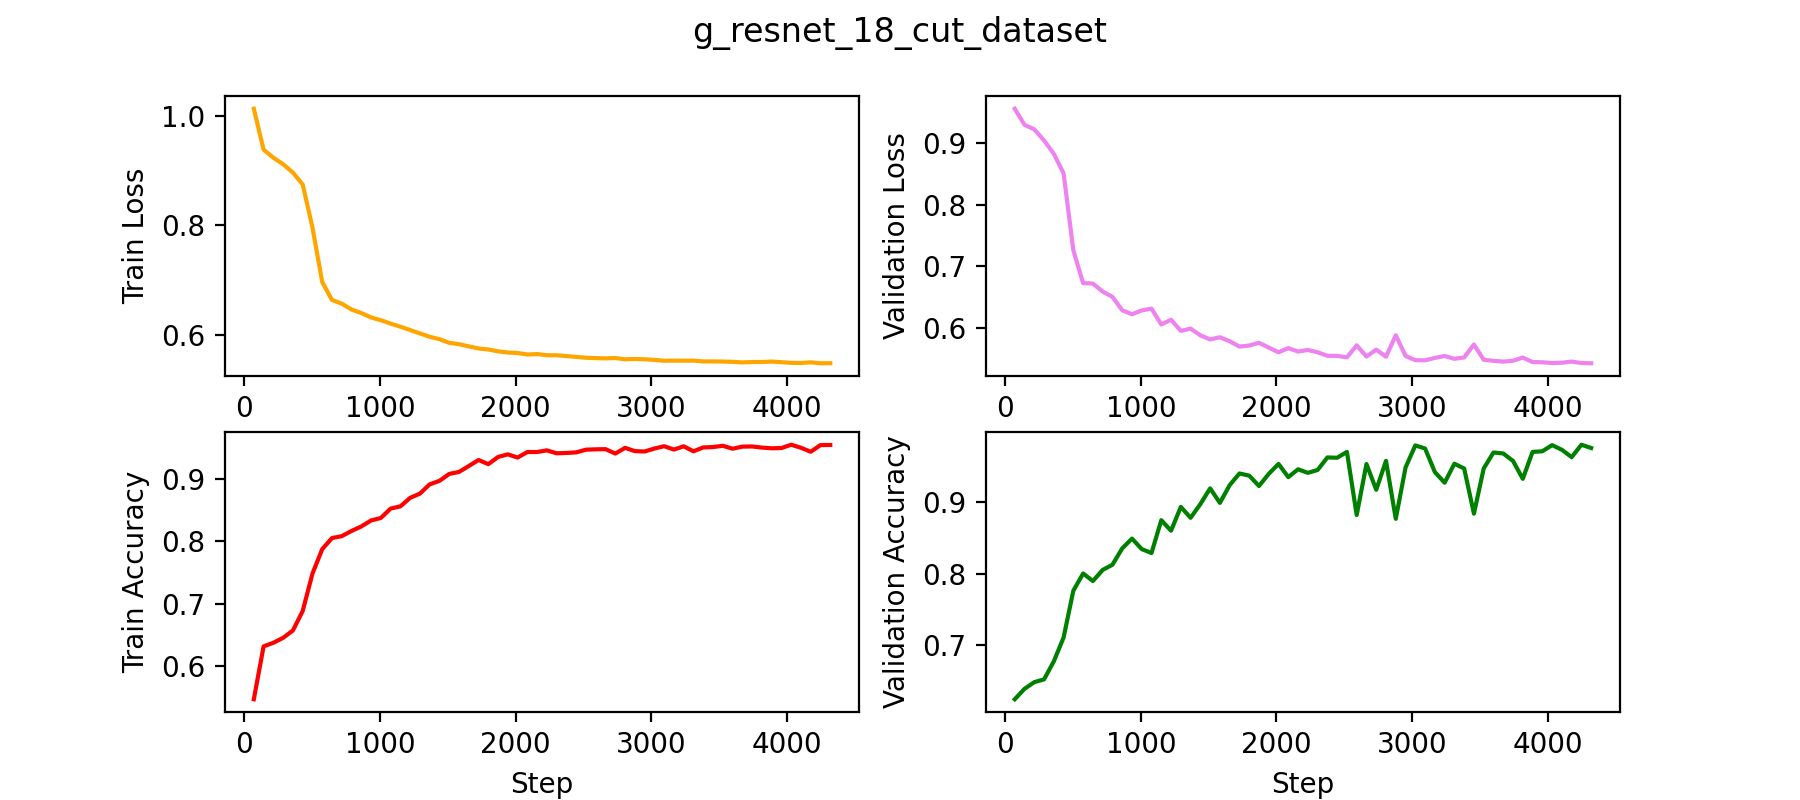 g_resnet_18_cut_dataset
Train Loss
1.0
0.8
0.6
0 1000 2000 3000 4000
Validation Loss
0.9
0.8
0.7
0.6
0 1000 2000 3000 4000
Train Accuracy
0.9
0.8
0.7
0.6
0 1000 2000 3000 4000
Step
Validation Accuracy
0.9
0.8
0.7
0 1000 2000 3000 4000
Step